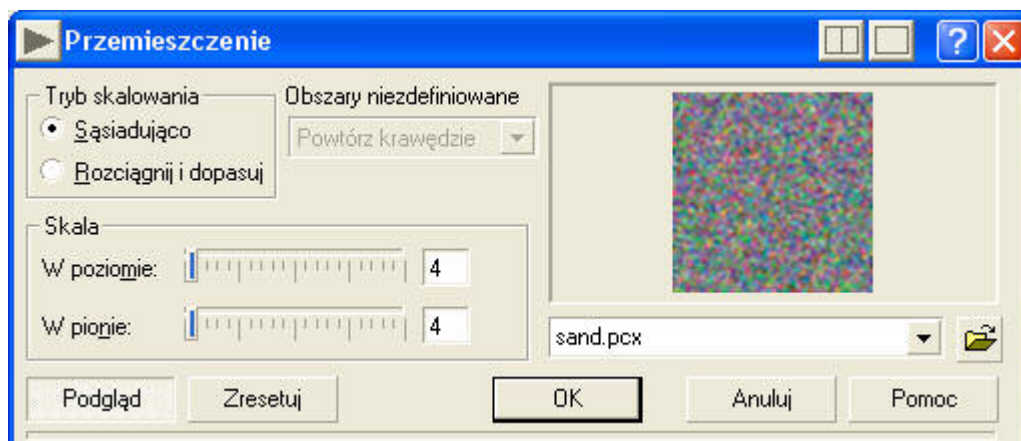 Przemieszczenie
Tryb skalowania
Sąsiadująco
Rozciągnij i dopasuj
Obszary niezdefiniowane
Powtórz krawędzie
Skala
W poziomie: 4
W pionie: 4
sand.pcx
Podgląd Zresetuj OK Anuluj Pomoc